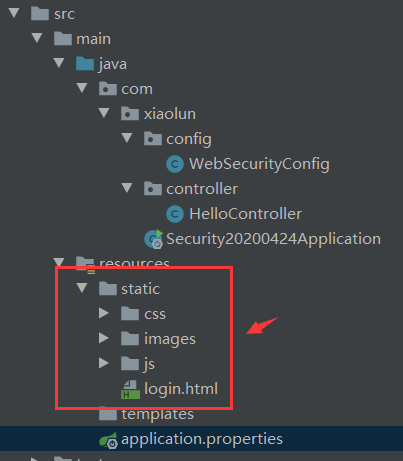 src
main
java
com
xiaolun
config
WebSecurityConfig
controller
HelloController
Security20200424Application
resources
static
css
images
js
login.html
templates
application.properties